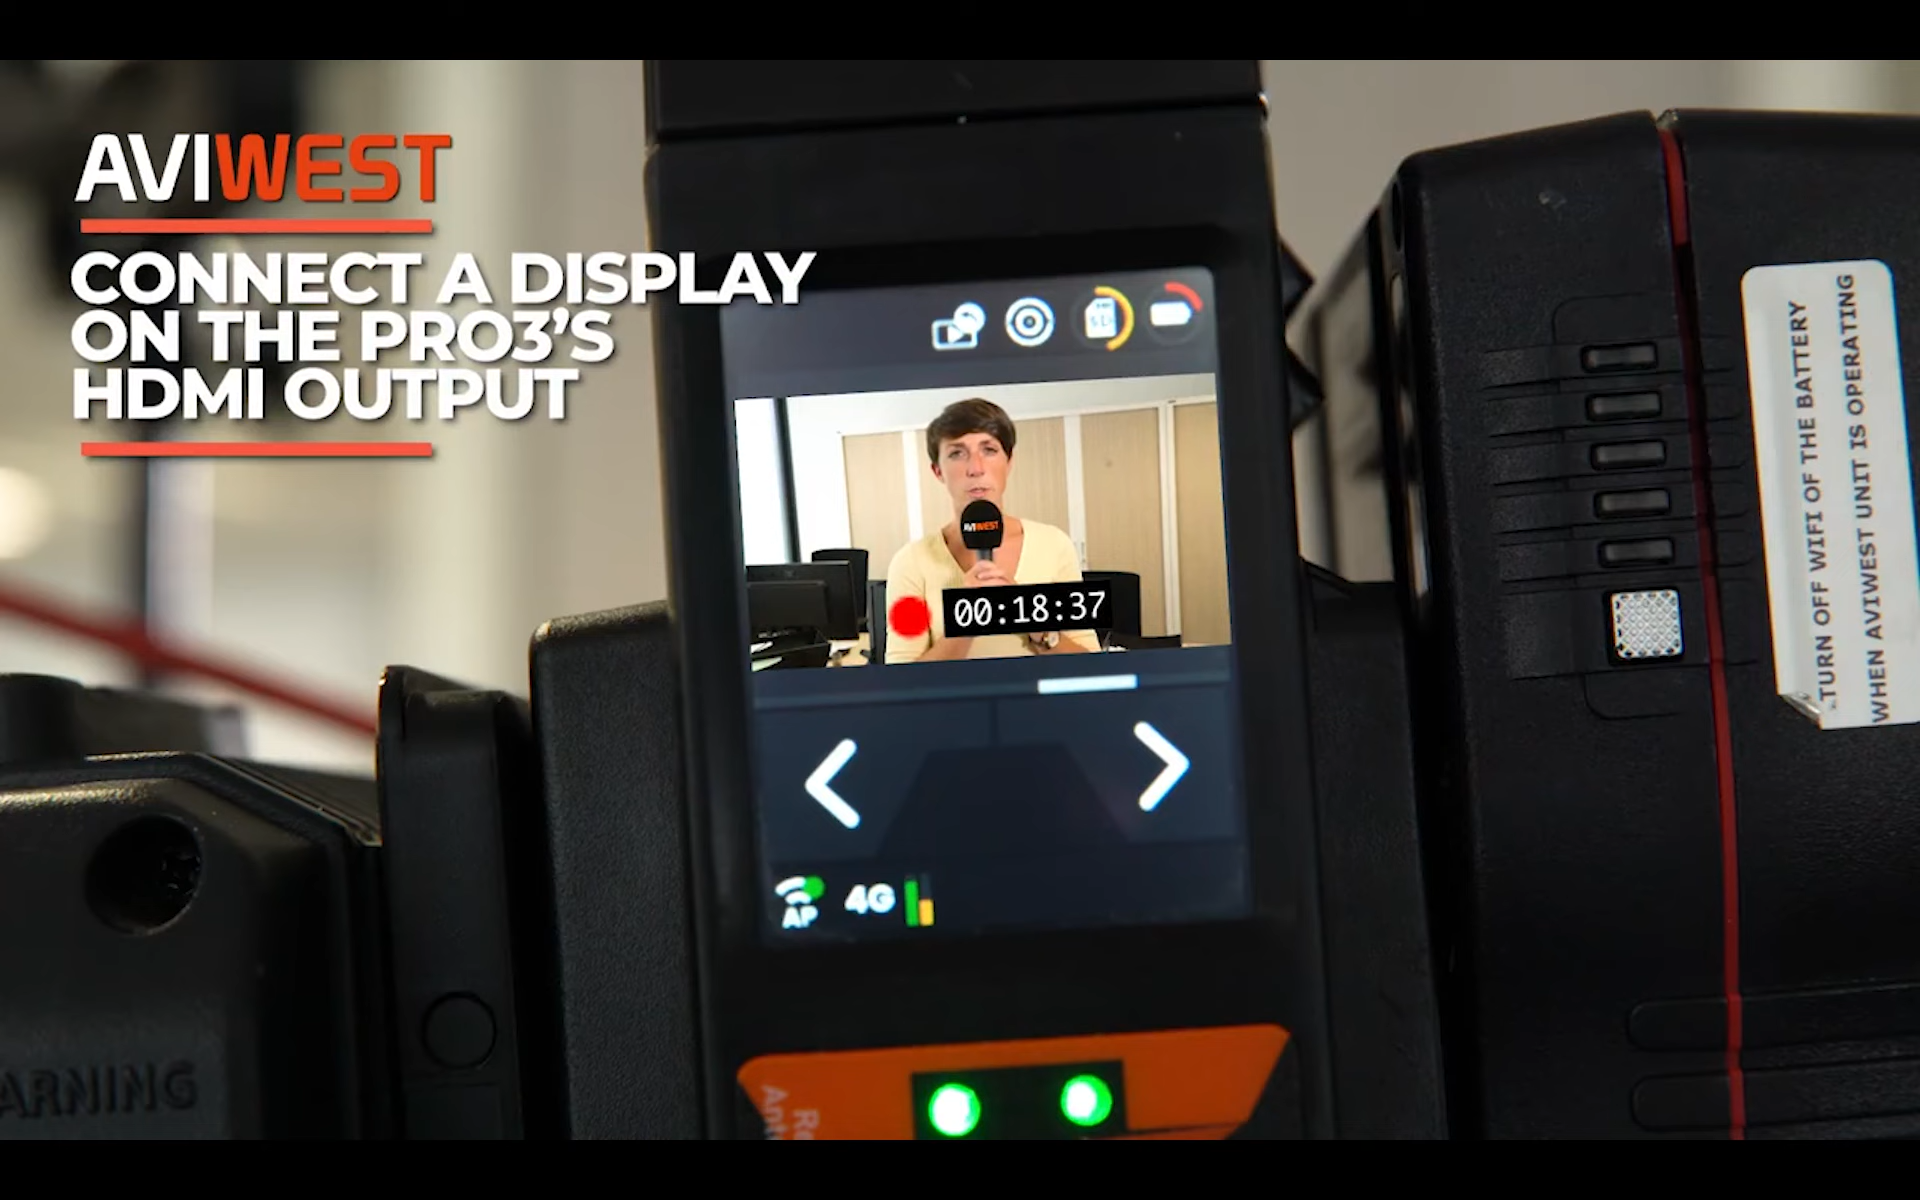 AVIWEST
CONNECT A DISPLAY
ON THE PRO3'S
HDMI OUTPUT
SD
AVIWEST
00:18:37
AP
4G
TURN OFF WIFI OF THE BATTERY
WHEN AVIWEST UNIT IS OPERATING
ARNING